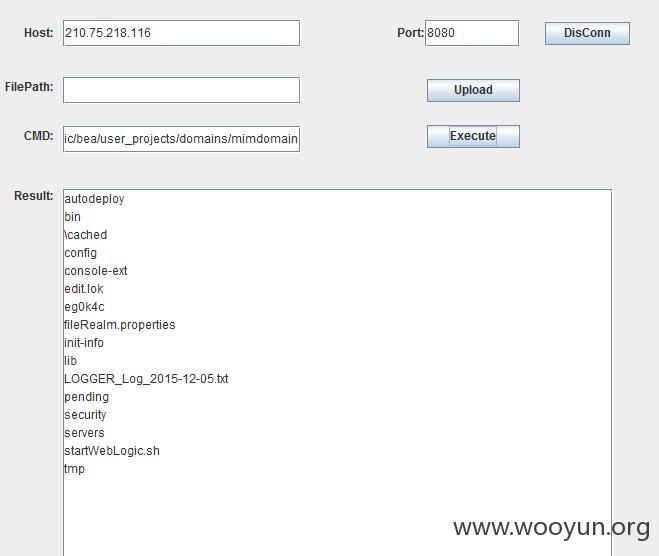 Host: 210.75.218.116 Port: 8080 DisConn
FilePath: Upload
CMD: ic/bea/user_projects/domains/mimdomain Execute
Result:
autodeploy
bin
\cached
config
console-ext
edit.lok
eg0k4c
fileRealm.properties
init-info
lib
LOGGER_Log_2015-12-05.txt
pending
security
servers
startWebLogic.sh
tmp
www.wooyun.org